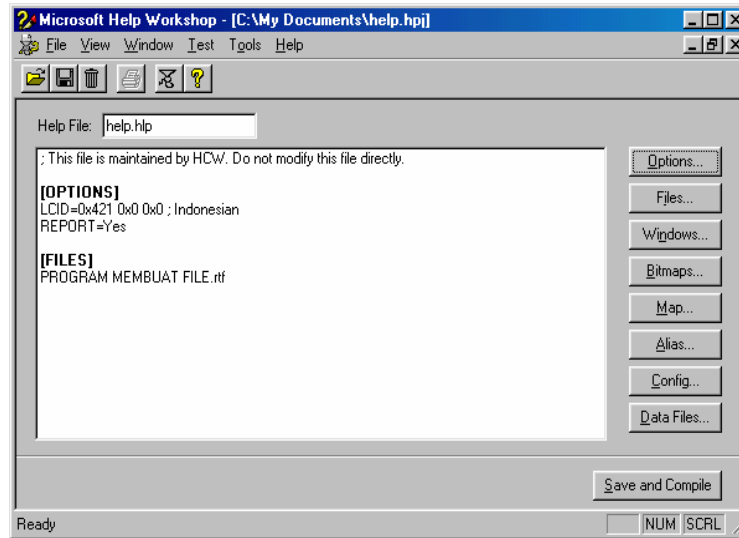 Microsoft Help Workshop - [C:\My Documents\help.hpj]
File View Window Test Tools Help
Help File: help.hlp
; This file is maintained by HCW. Do not modify this file directly.
[OPTIONS]
LCID=0x421 0x0 0x0 ; Indonesian
REPORT=Yes
[FILES]
PROGRAM MEMBUAT FILE.rtf
Options...
Files...
Windows...
Bitmaps...
Map...
Alias...
Config...
Data Files...
Save and Compile
Ready
NUM SCRL